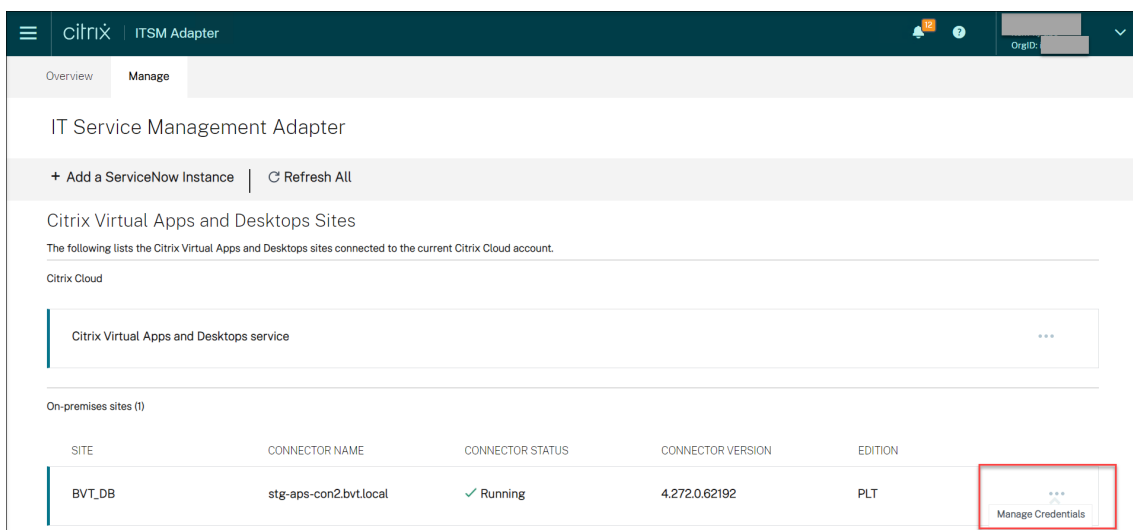 citrix | ITSM Adapter
12
?
OrgID:
Overview Manage
IT Service Management Adapter
+ Add a ServiceNow Instance | Refresh All
Citrix Virtual Apps and Desktops Sites
The following lists the Citrix Virtual Apps and Desktops sites connected to the current Citrix Cloud account.
Citrix Cloud
Citrix Virtual Apps and Desktops service
On-premises sites (1)
SITE CONNECTOR NAME CONNECTOR STATUS CONNECTOR VERSION EDITION
BVT_DB stg-aps-con2.bvt.local ✓ Running 4.272.0.62192 PLT ...
Manage Credentials